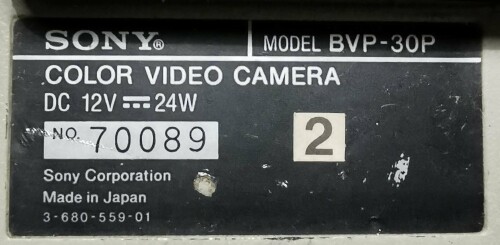 SONY® MODEL BVP-30P
COLOR VIDEO CAMERA
DC 12V ⎓ 24W
NO. 70089
2
Sony Corporation
Made in Japan
3-680-559-01